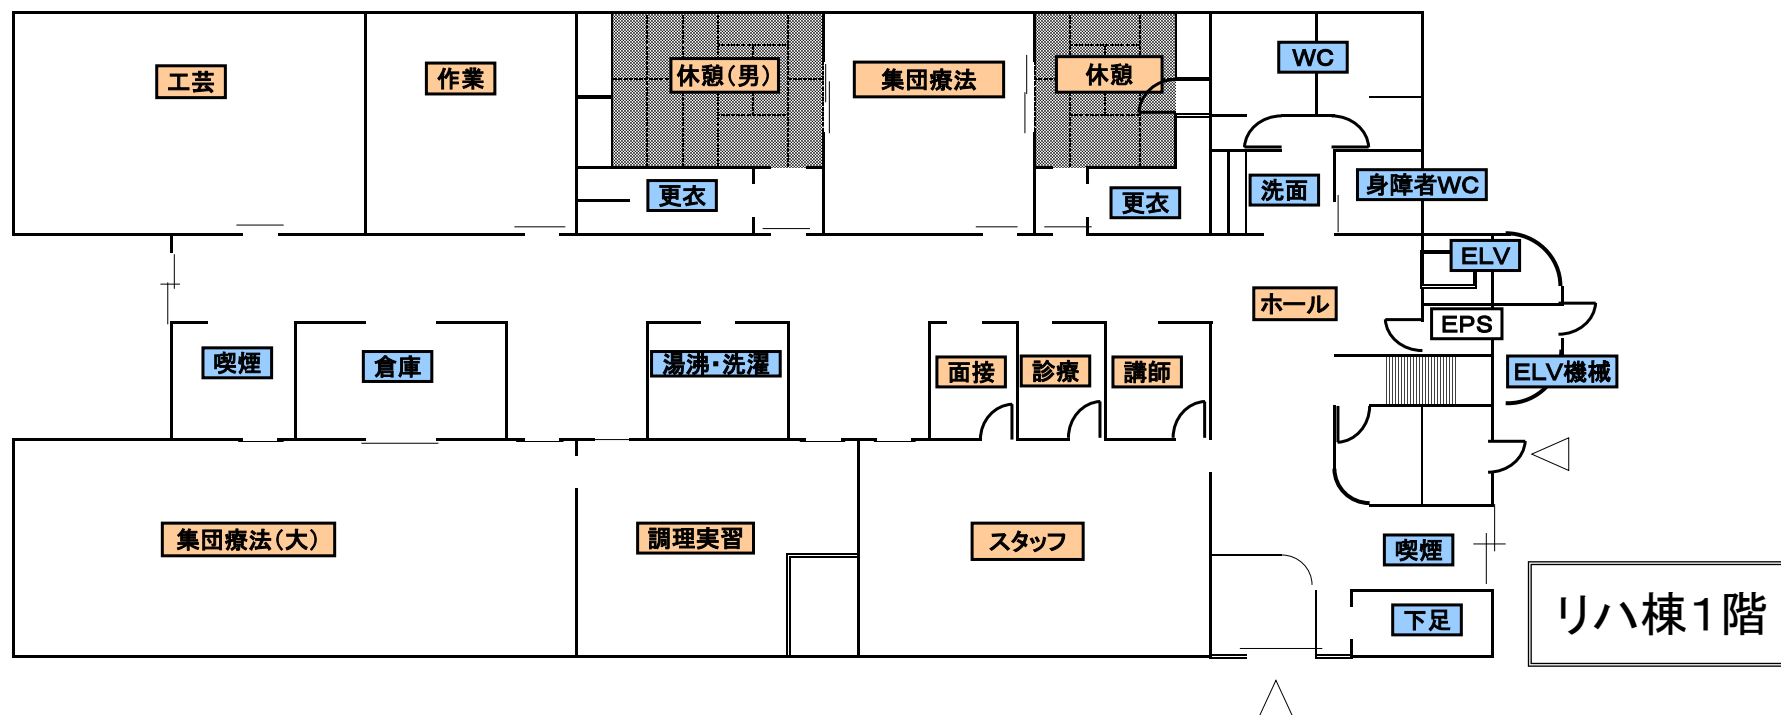 工芸
作業
休憩（男）
集団療法
休憩
WC
更衣
更衣
洗面
身障者WC
ELV
ホール
EPS
喫煙
倉庫
湯沸・洗濯
面接
診療
講師
ELV機械
集団療法（大）
調理実習
スタッフ
喫煙
下足
リハ棟１階